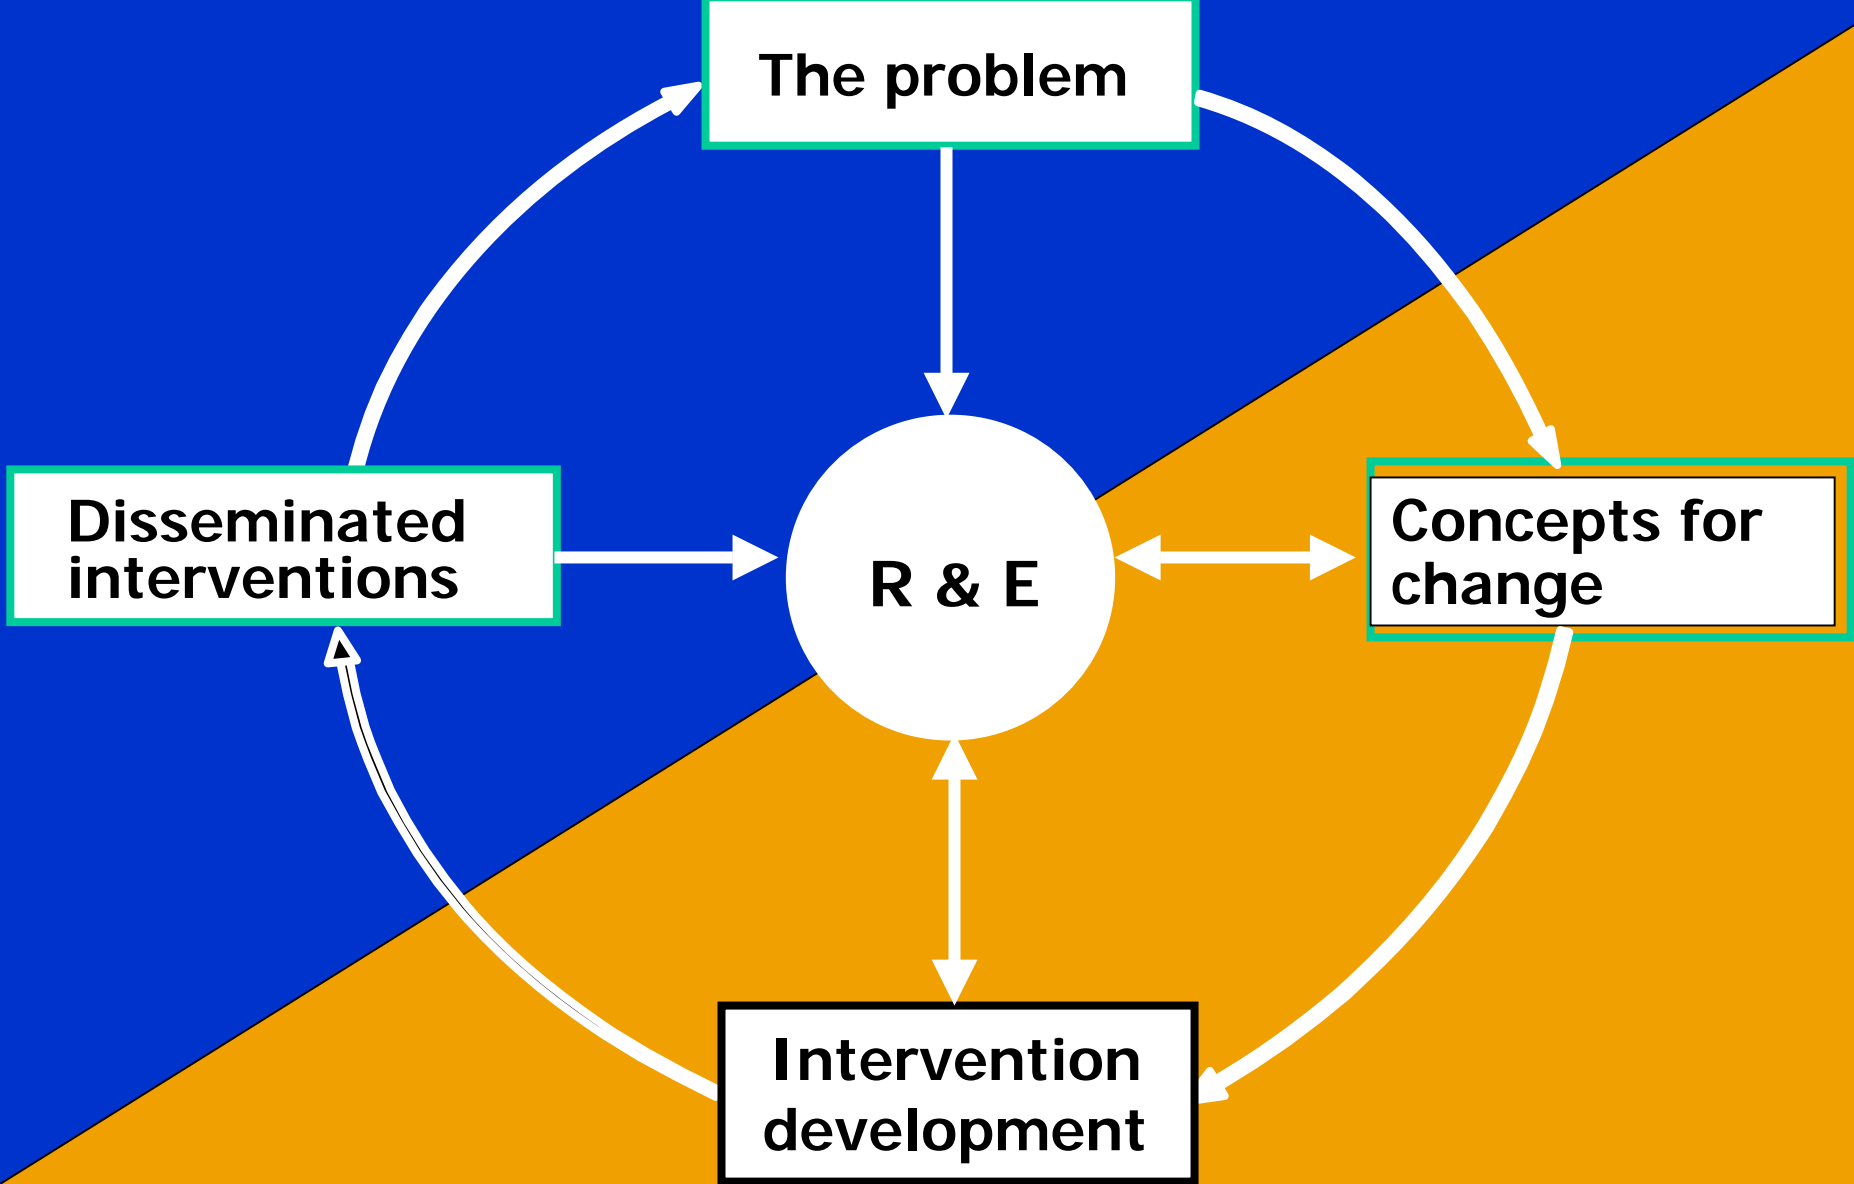 The problem
Disseminated
interventions
R & E
Concepts for
change
Intervention
development